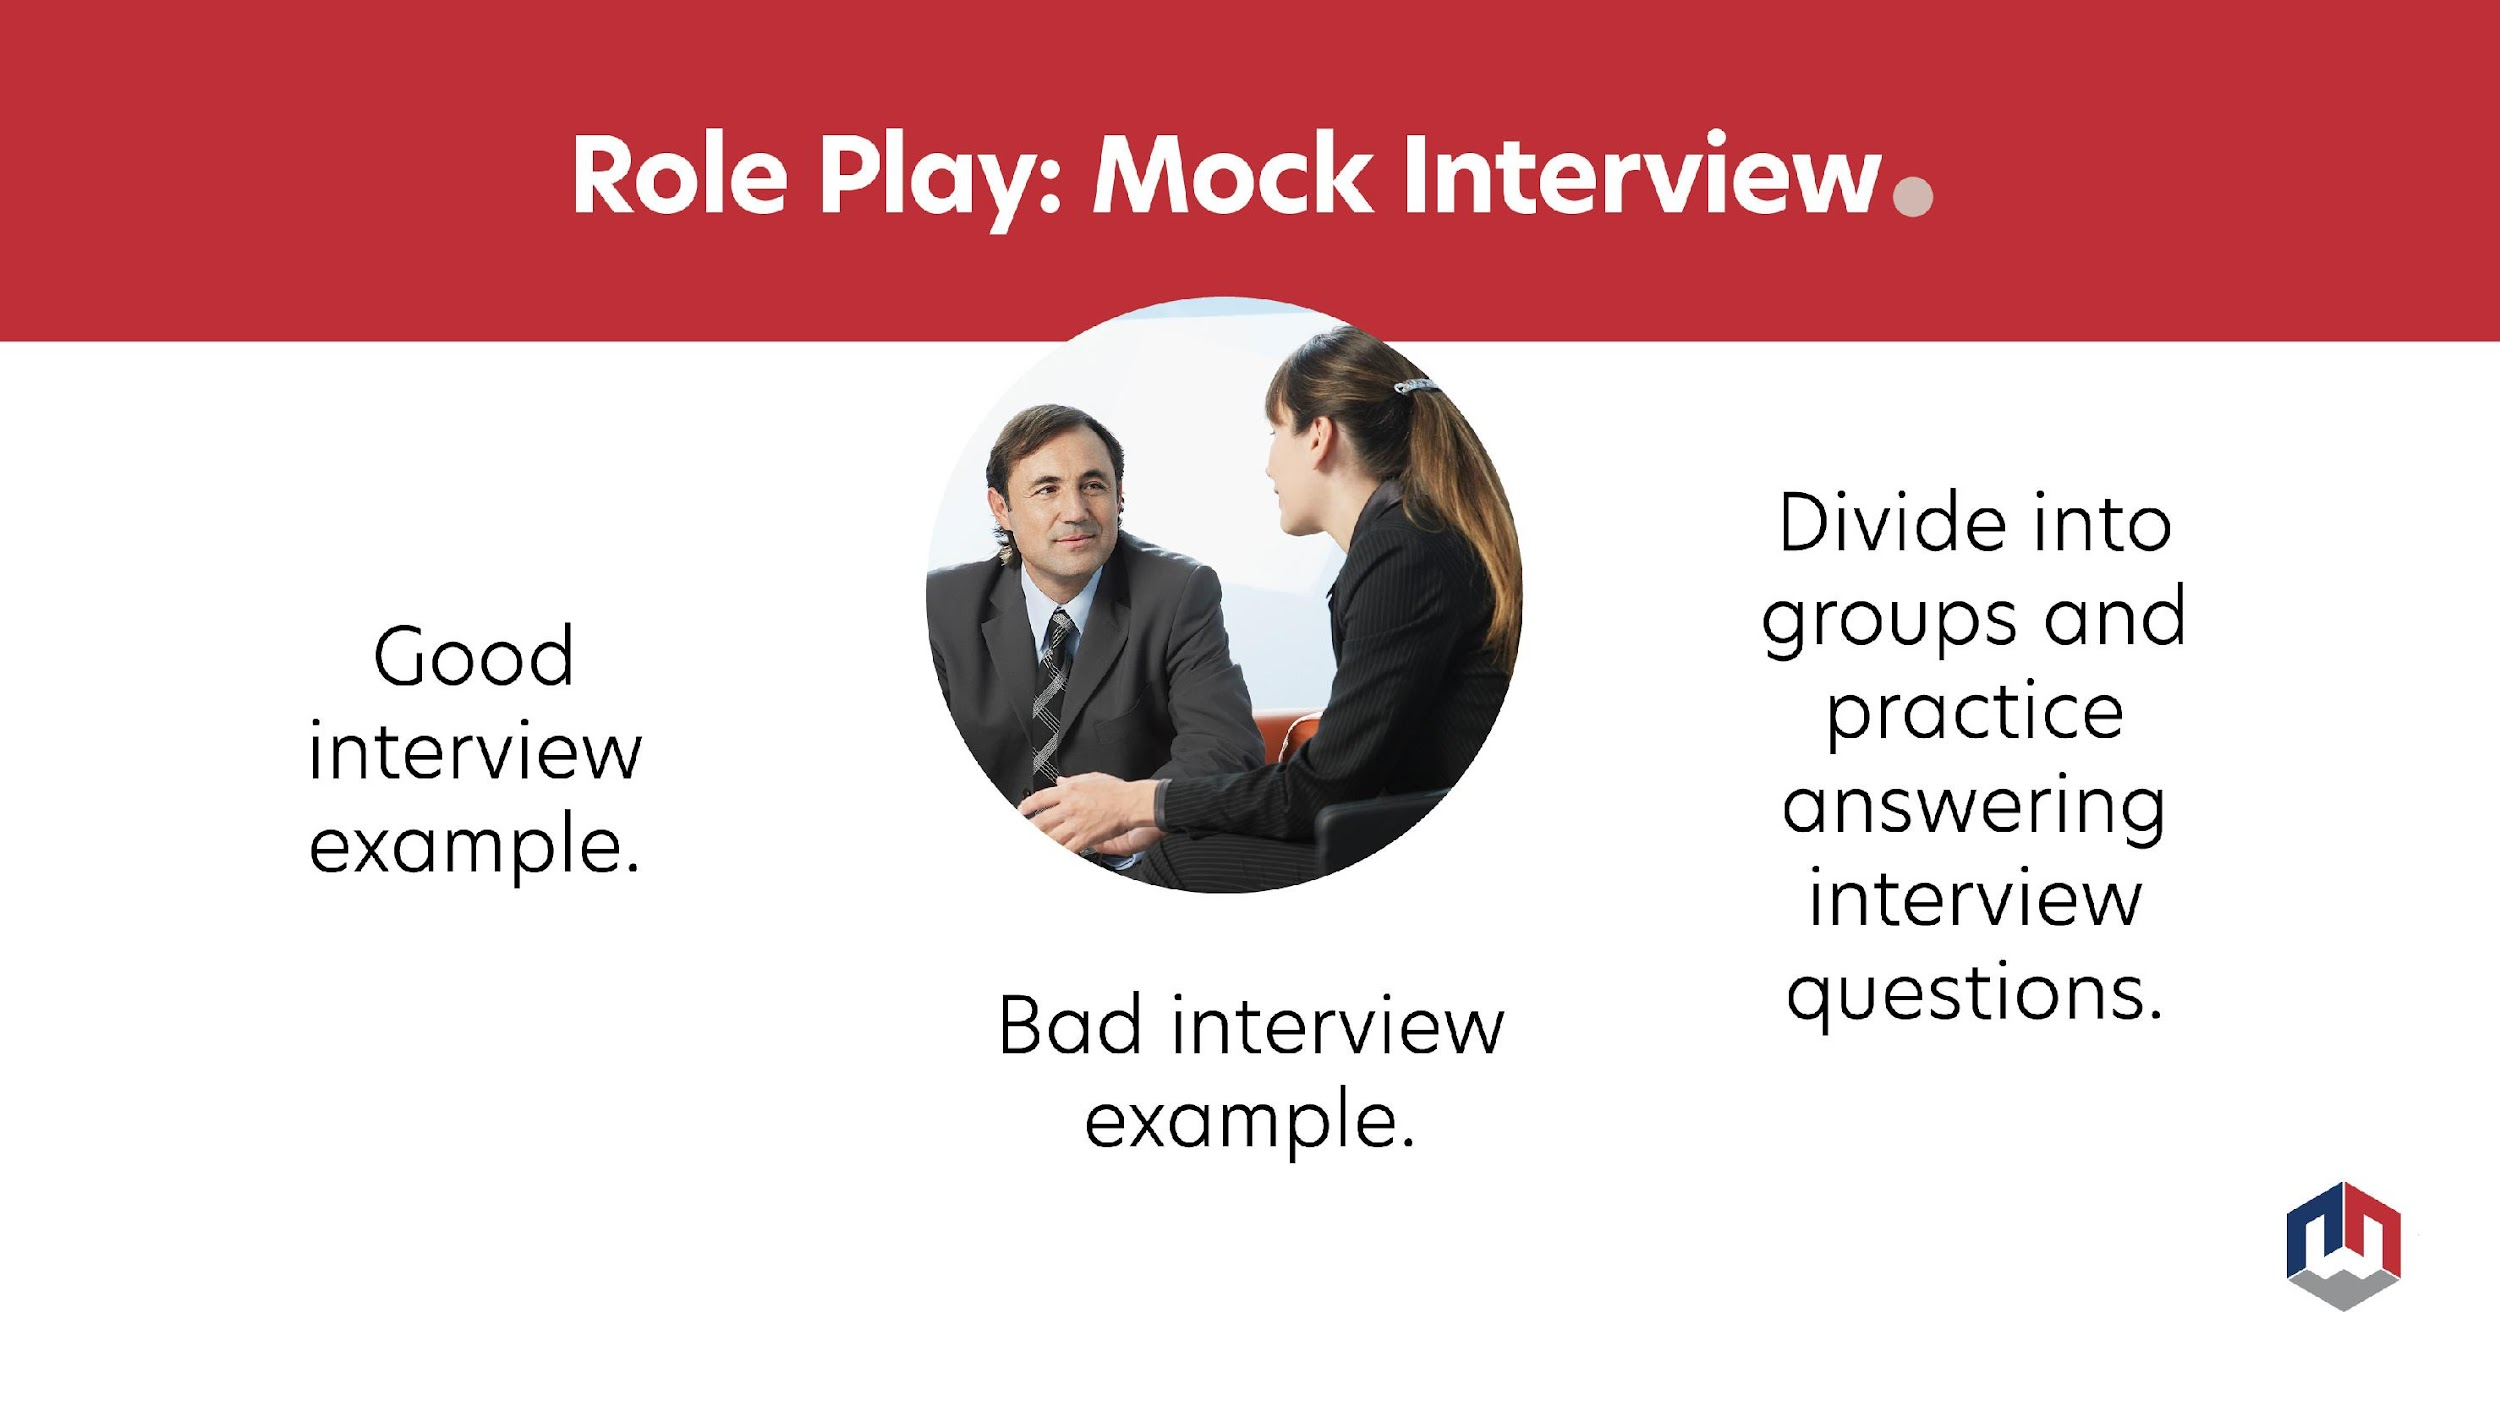 Role Play: Mock Interview.
Good
interview
example.
Bad interview
example.
Divide into
groups and
practice
answering
interview
questions.